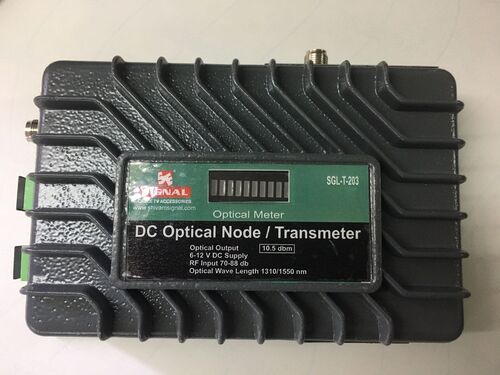 SIGNAL
SGL-T-203
www.shivamsignal.com
Optical Meter
DC Optical Node / Transmeter
Optical Output 10.5 dbm
6-12 V DC Supply
RF Input 70-88 db
Optical Wave Length 1310/1550 nm